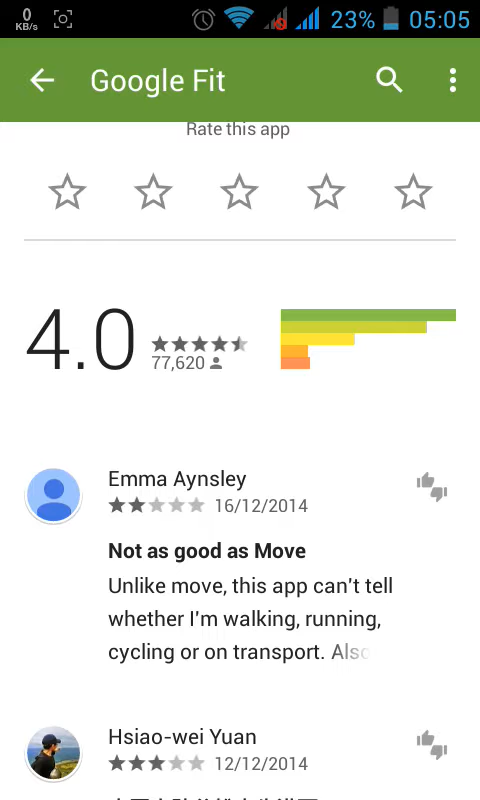 0
KB/s
23%
05:05
Google Fit
Rate this app
4.0
77,620
Emma Aynsley
16/12/2014
Not as good as Move
Unlike move, this app can't tell
whether I'm walking, running,
cycling or on transport. Also
Hsiao-wei Yuan
12/12/2014